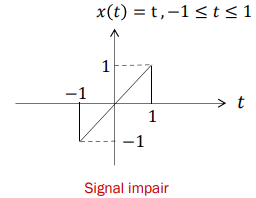 x(t) = t , −1 ≤ t ≤ 1
1
−1
t
1
−1
Signal impair